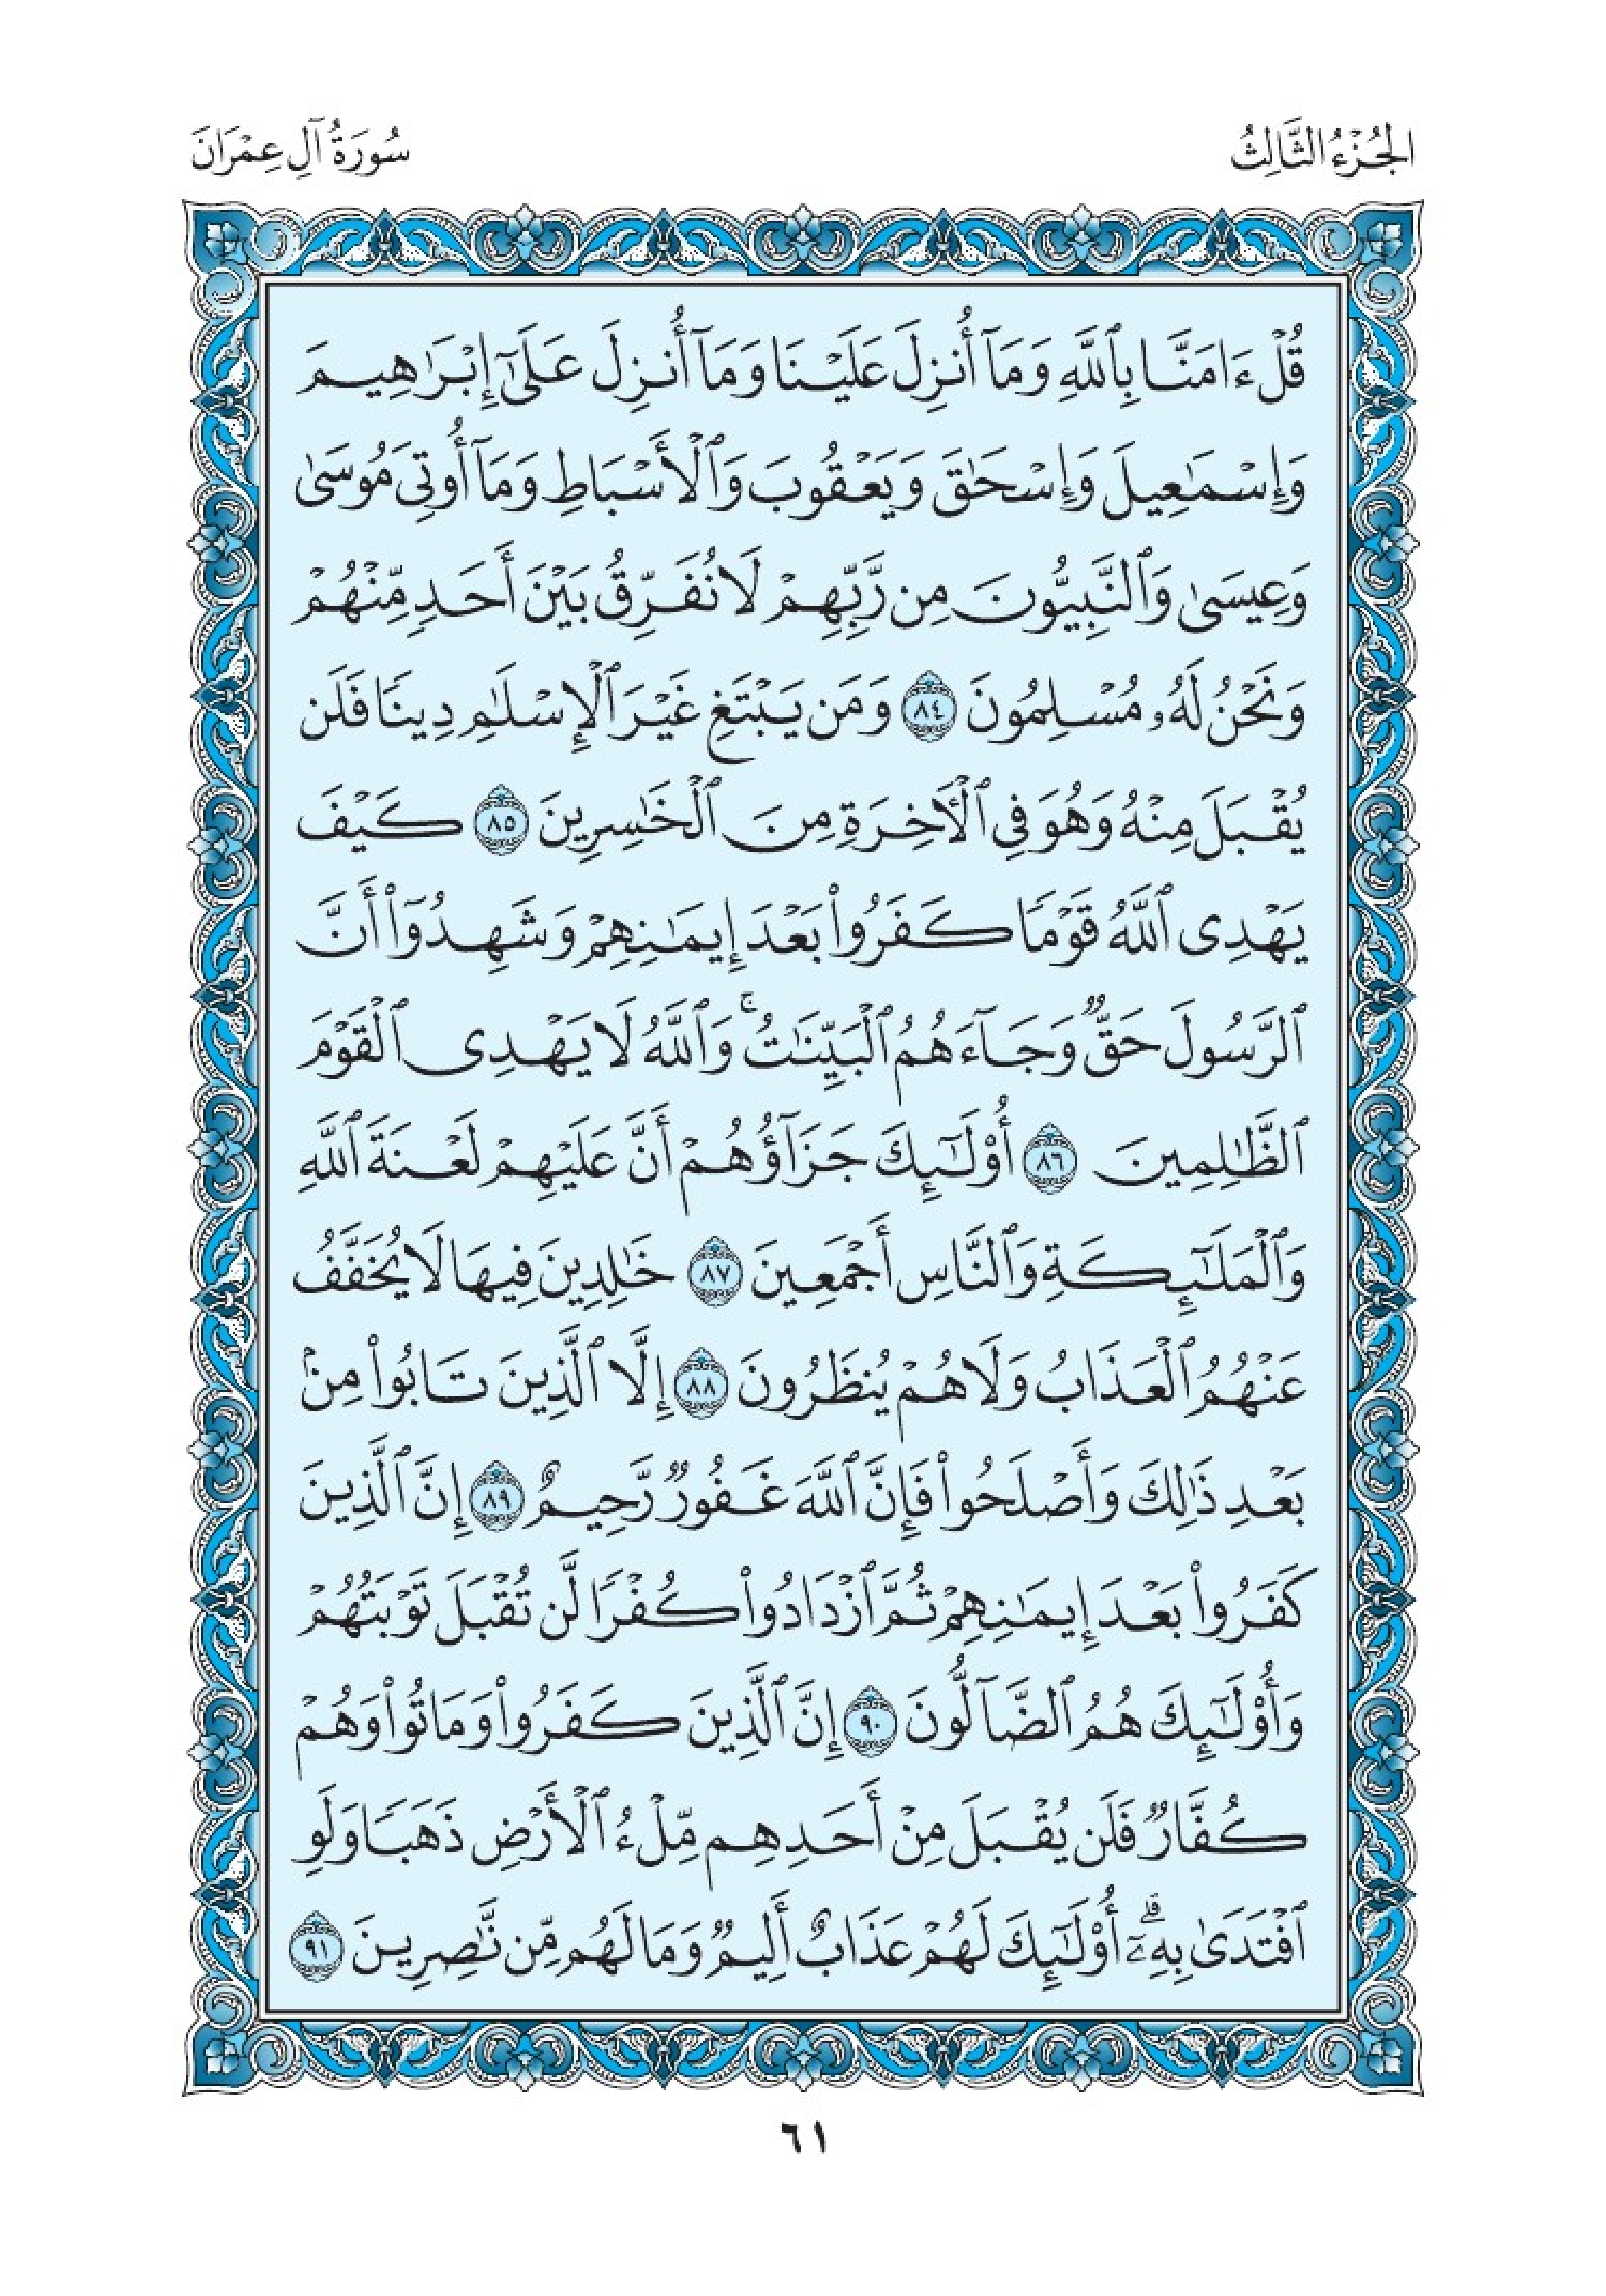 الجُزْءُ الثَّالِثُ
سُورَةُ آلِ عِمْرَانَ
قُلْ ءَامَنَّا بِٱللَّهِ وَمَآ أُنزِلَ عَلَيْنَا وَمَآ أُنزِلَ عَلَىٰٓ إِبْرَٰهِيمَ
وَإِسْمَٰعِيلَ وَإِسْحَٰقَ وَيَعْقُوبَ وَٱلْأَسْبَاطِ وَمَآ أُوتِىَ مُوسَىٰ
وَعِيسَىٰ وَٱلنَّبِيُّونَ مِن رَّبِّهِمْ لَا نُفَرِّقُ بَيْنَ أَحَدٍ مِّنْهُمْ
وَنَحْنُ لَهُۥ مُسْلِمُونَ ٨٤ وَمَن يَبْتَغِ غَيْرَ ٱلْإِسْلَٰمِ دِينًا فَلَن
يُقْبَلَ مِنْهُ وَهُوَ فِى ٱلْأَخِرَةِ مِنَ ٱلْخَٰسِرِينَ ٨٥ كَيْفَ
يَهْدِى ٱللَّهُ قَوْمًا كَفَرُوا۟ بَعْدَ إِيمَٰنِهِمْ وَشَهِدُوٓا۟ أَنَّ
ٱلرَّسُولَ حَقٌّ وَجَآءَهُمُ ٱلْبَيِّنَٰتُ ۚ وَٱللَّهُ لَا يَهْدِى ٱلْقَوْمَ
ٱلظَّٰلِمِينَ ٨٦ أُو۟لَٰٓئِكَ جَزَآؤُهُمْ أَنَّ عَلَيْهِمْ لَعْنَةَ ٱللَّهِ
وَٱلْمَلَٰٓئِكَةِ وَٱلنَّاسِ أَجْمَعِينَ ٨٧ خَٰلِدِينَ فِيهَا لَا يُخَفَّفُ
عَنْهُمُ ٱلْعَذَابُ وَلَا هُمْ يُنظَرُونَ ٨٨ إِلَّا ٱلَّذِينَ تَابُوا۟ مِنۢ
بَعْدِ ذَٰلِكَ وَأَصْلَحُوا۟ فَإِنَّ ٱللَّهَ غَفُورٌ رَّحِيمٌ ٨٩ إِنَّ ٱلَّذِينَ
كَفَرُوا۟ بَعْدَ إِيمَٰنِهِمْ ثُمَّ ٱزْدَادُوا۟ كُفْرًا لَّن تُقْبَلَ تَوْبَتُهُمْ
وَأُو۟لَٰٓئِكَ هُمُ ٱلضَّآلُّونَ ٩٠ إِنَّ ٱلَّذِينَ كَفَرُوا۟ وَمَاتُوا۟ وَهُمْ
كُفَّارٌ فَلَن يُقْبَلَ مِنْ أَحَدِهِم مِّلْءُ ٱلْأَرْضِ ذَهَبًا وَلَوِ
ٱفْتَدَىٰ بِهِۦٓ ۗ أُو۟لَٰٓئِكَ لَهُمْ عَذَابٌ أَلِيمٌ وَمَا لَهُم مِّن نَّٰصِرِينَ ٩١
٦١